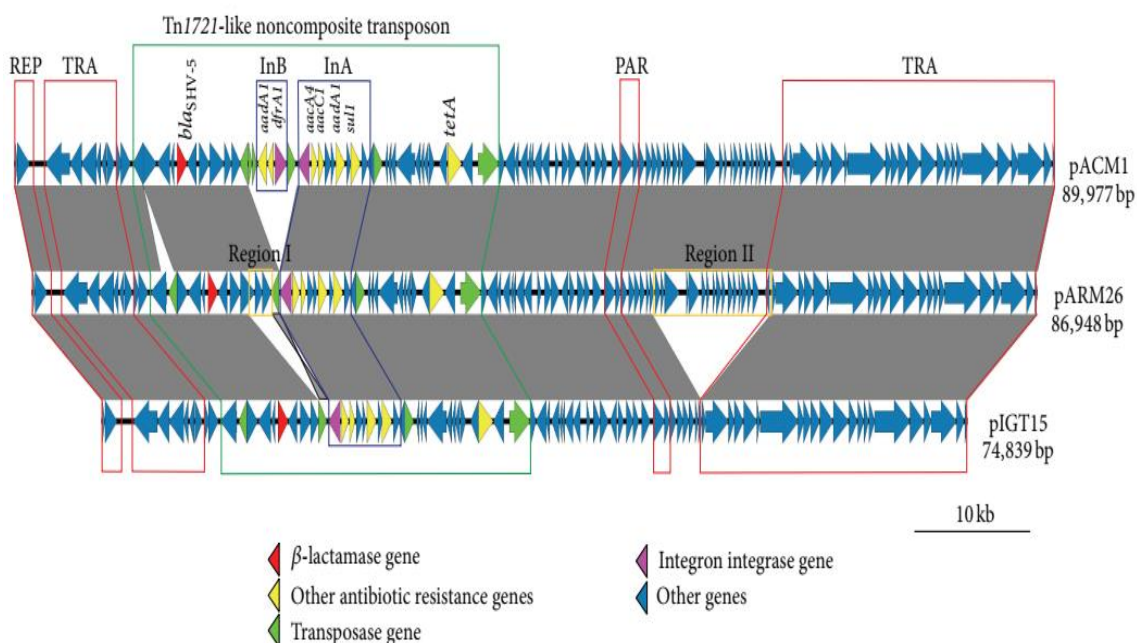 Tn1721-like noncomposite transposon
REP TRA InB InA PAR TRA
blaSHV-5
aadA1
dfrA1
aacA4
aacC1
aadA1
sul1
tetA
pACM1
89,977 bp
Region I Region II
pARM26
86,948 bp
pIGT15
74,839 bp
10 kb
β-lactamase gene
Other antibiotic resistance genes
Transposase gene
Integron integrase gene
Other genes